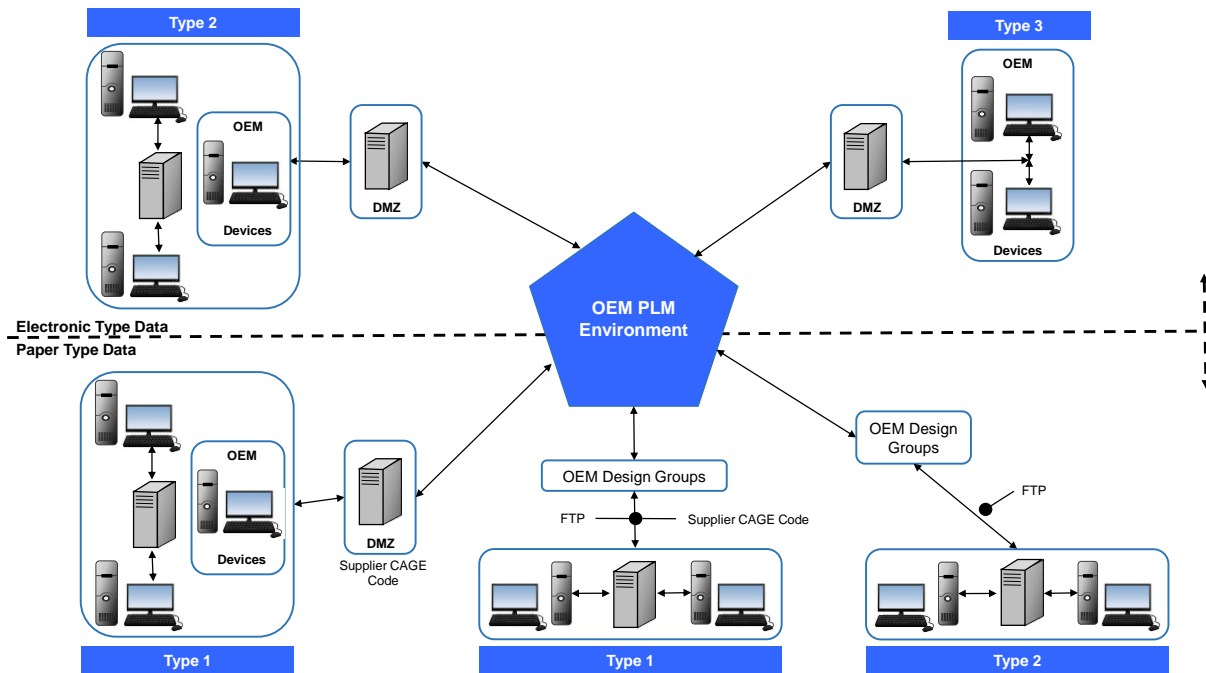 Type 2
Type 3
OEM
Devices
DMZ
OEM
Devices
DMZ
OEM PLM
Environment
Electronic Type Data
Paper Type Data
OEM
Devices
DMZ
Supplier CAGE
Code
OEM Design Groups
FTP
Supplier CAGE Code
OEM Design
Groups
FTP
Type 1
Type 1
Type 2